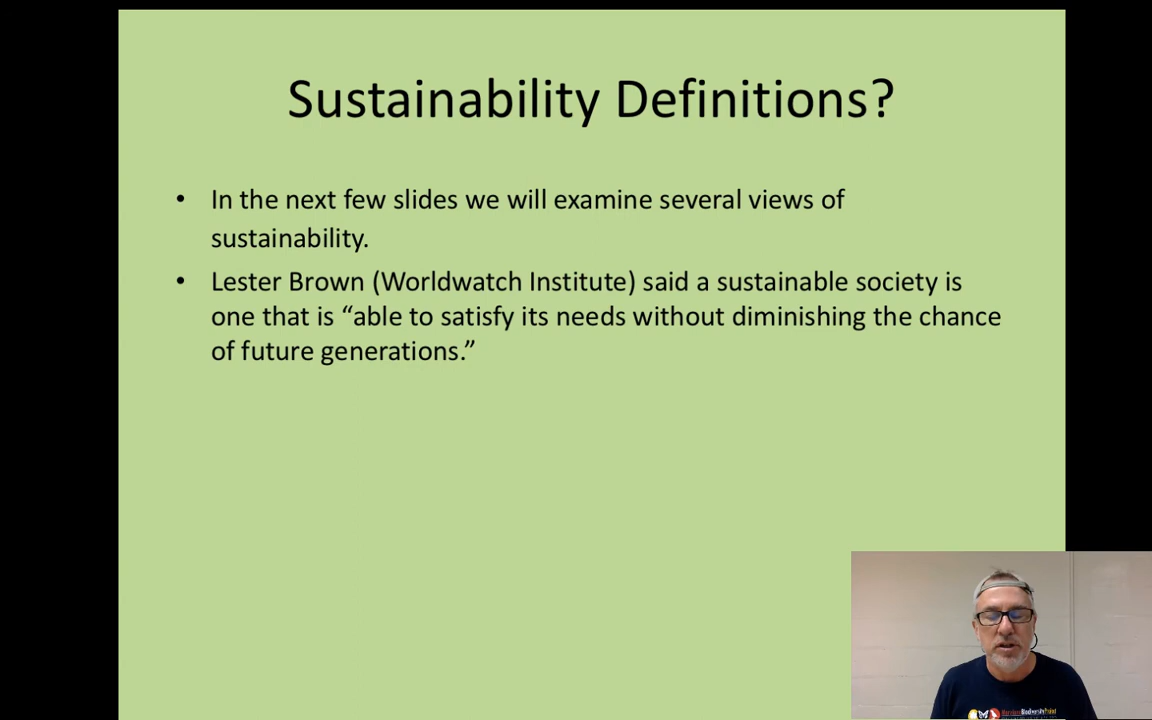 Sustainability Definitions?
• In the next few slides we will examine several views of
sustainability.
• Lester Brown (Worldwatch Institute) said a sustainable society is
one that is “able to satisfy its needs without diminishing the chance
of future generations.”